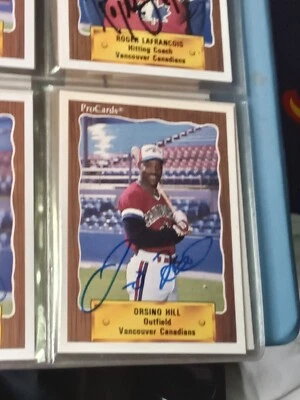 ROGER LAFRANCOIS
Hitting Coach
Vancouver Canadians
ProCards®
ORSINO HILL
Outfield
Vancouver Canadians